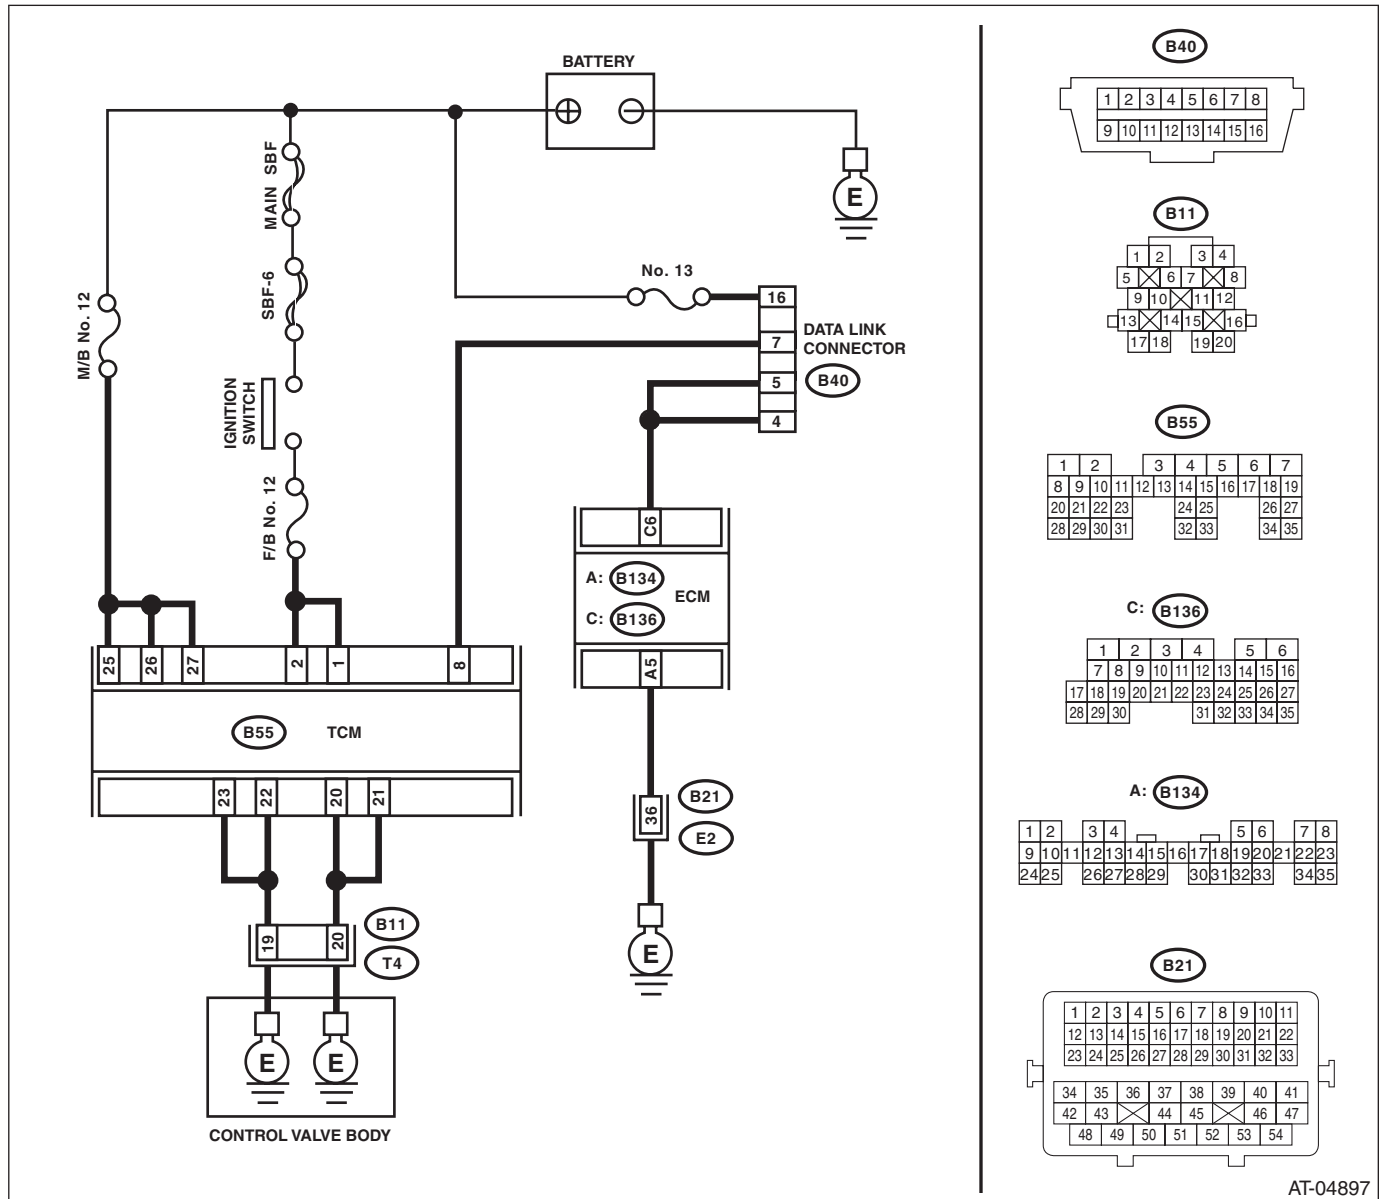 BATTERY
MAIN SBF
SBF-6
M/B No. 12
IGNITION
SWITCH
F/B No. 12
E
No. 13
16
7
5
4
DATA LINK
CONNECTOR
B40
C6
A: B134
C: B136
ECM
A5
25 26 27 2 1 8
B55 TCM
23 22 20 21
36
B21
E2
E
19 20
B11
T4
E E
CONTROL VALVE BODY
B40
1 2 3 4 5 6 7 8
9 10 11 12 13 14 15 16
B11
1 2 3 4
5 6 7 8
9 10 11 12
13 14 15 16
17 18 19 20
B55
1 2 3 4 5 6 7
8 9 10 11 12 13 14 15 16 17 18 19
20 21 22 23 24 25 26 27
28 29 30 31 32 33 34 35
C: B136
1 2 3 4 5 6
7 8 9 10 11 12 13 14 15 16
17 18 19 20 21 22 23 24 25 26 27
28 29 30 31 32 33 34 35
A: B134
1 2 3 4 5 6 7 8
9 10 11 12 13 14 15 16 17 18 19 20 21 22 23
24 25 26 27 28 29 30 31 32 33 34 35
B21
1 2 3 4 5 6 7 8 9 10 11
12 13 14 15 16 17 18 19 20 21 22
23 24 25 26 27 28 29 30 31 32 33
34 35 36 37 38 39 40 41
42 43 44 45 46 47
48 49 50 51 52 53 54
AT-04897